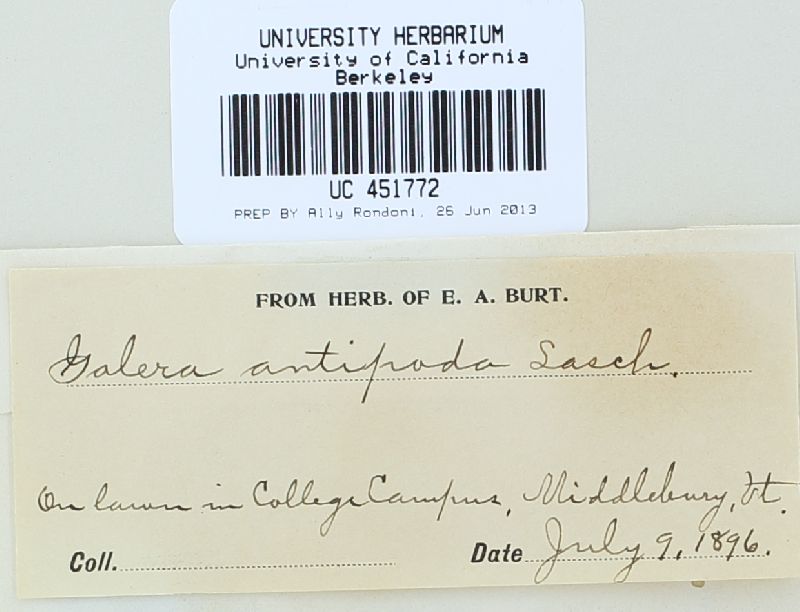 UNIVERSITY HERBARIUM
University of California
Berkeley
UC 451772
PREP BY Ally Rondoni, 26 Jun 2013
FROM HERB. OF E. A. BURT.
Galera antipoda Lasch.
On lawn in College Campus, Middlebury, Vt.
Coll. Date July 9, 1896.